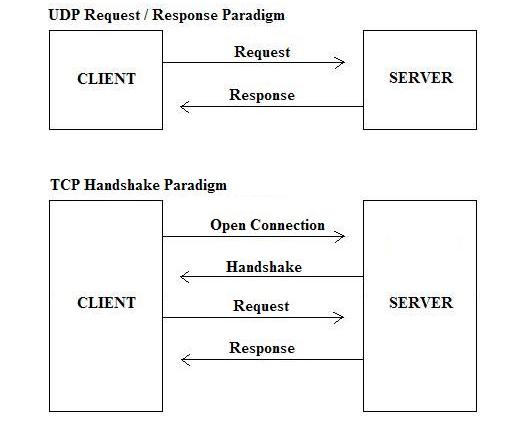 UDP Request / Response Paradigm
CLIENT
Request
Response
SERVER
TCP Handshake Paradigm
CLIENT
Open Connection
Handshake
Request
Response
SERVER